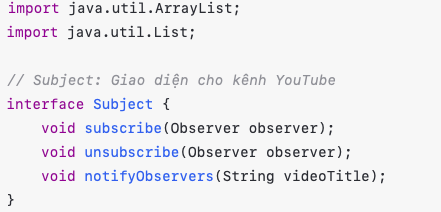 import java.util.ArrayList;
import java.util.List;
// Subject: Giao diện cho kênh YouTube
interface Subject {
    void subscribe(Observer observer);
    void unsubscribe(Observer observer);
    void notifyObservers(String videoTitle);
}